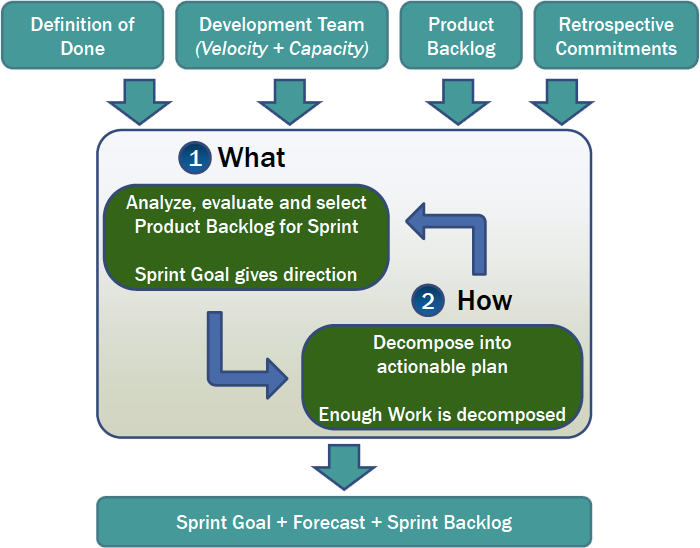 Definition of
Done
Development Team
(Velocity + Capacity)
Product
Backlog
Retrospective
Commitments
1 What
Analyze, evaluate and select
Product Backlog for Sprint
Sprint Goal gives direction
2 How
Decompose into
actionable plan
Enough Work is decomposed
Sprint Goal + Forecast + Sprint Backlog